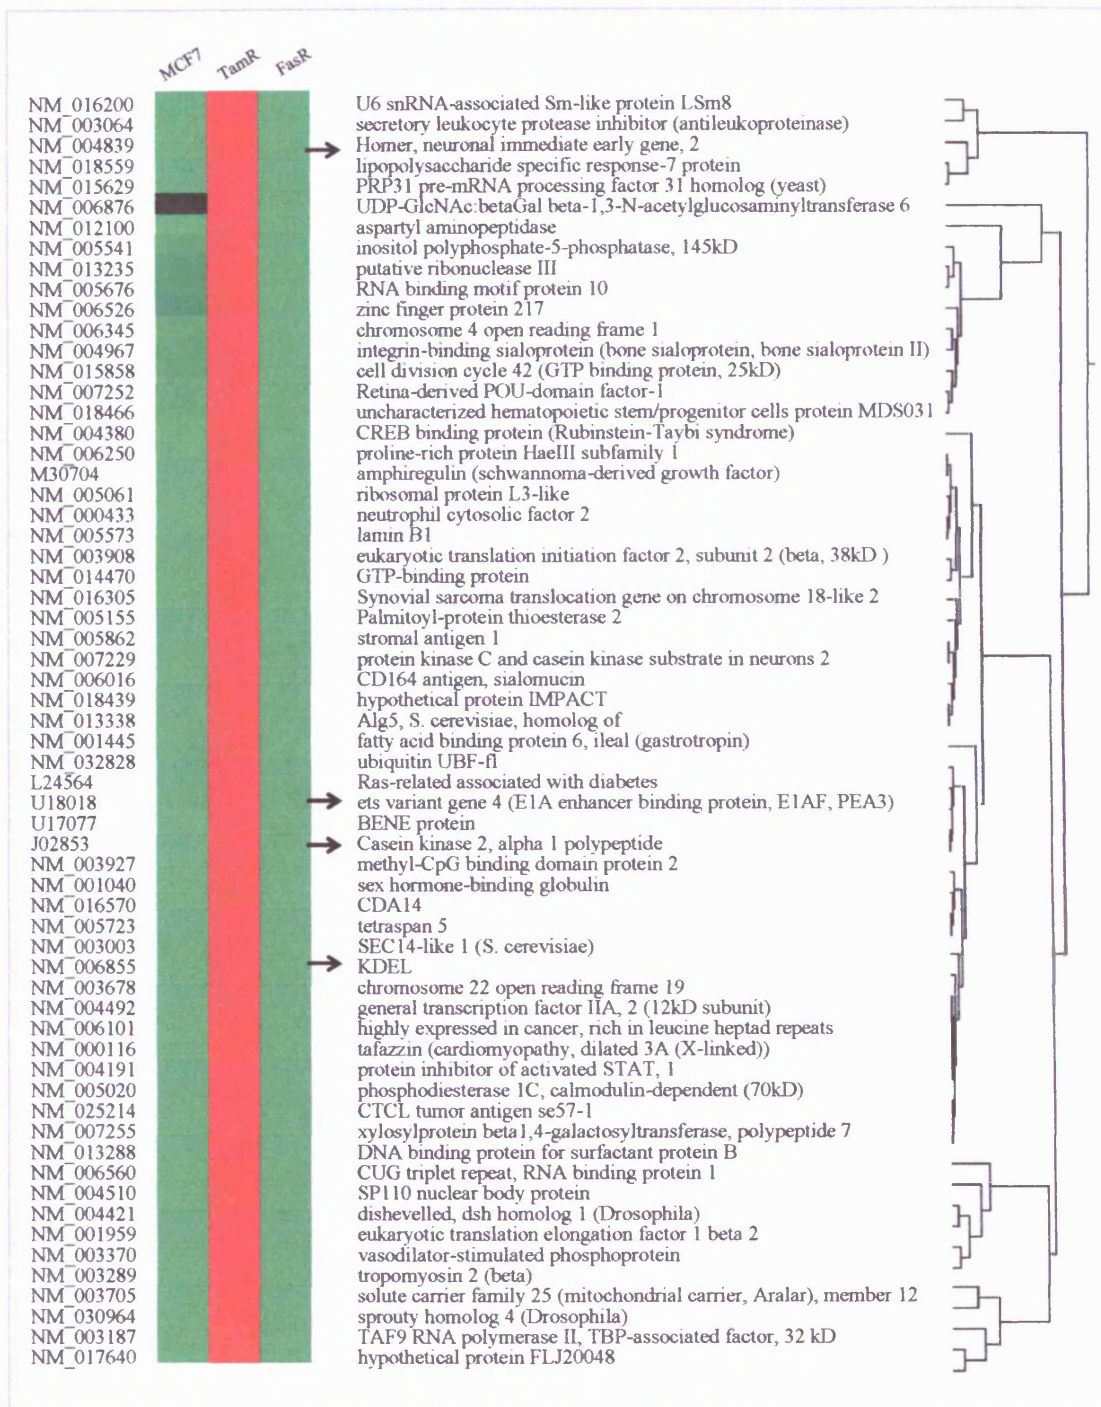 MCF7 TamR FasR
NM_016200 U6 snRNA-associated Sm-like protein LSm8
NM_003064 secretory leukocyte protease inhibitor (antileukoproteinase)
NM_004839 Homer, neuronal immediate early gene, 2
NM_018559 lipopolysaccharide specific response-7 protein
NM_015629 PRP31 pre-mRNA processing factor 31 homolog (yeast)
NM_006876 UDP-GlcNAc:betaGal beta-1,3-N-acetylglucosaminyltransferase 6
NM_012100 aspartyl aminopeptidase
NM_005541 inositol polyphosphate-5-phosphatase, 145kD
NM_013235 putative ribonuclease III
NM_005676 RNA binding motif protein 10
NM_006526 zinc finger protein 217
NM_006345 chromosome 4 open reading frame 1
NM_004967 integrin-binding sialoprotein (bone sialoprotein, bone sialoprotein II)
NM_015858 cell division cycle 42 (GTP binding protein, 25kD)
NM_007252 Retina-derived POU-domain factor-1
NM_018466 uncharacterized hematopoietic stem/progenitor cells protein MDS031
NM_004380 CREB binding protein (Rubinstein-Taybi syndrome)
NM_006250 proline-rich protein HaeIII subfamily 1
M30704 amphiregulin (schwannoma-derived growth factor)
NM_005061 ribosomal protein L3-like
NM_000433 neutrophil cytosolic factor 2
NM_005573 lamin B1
NM_003908 eukaryotic translation initiation factor 2, subunit 2 (beta, 38kD )
NM_014470 GTP-binding protein
NM_016305 Synovial sarcoma translocation gene on chromosome 18-like 2
NM_005155 Palmitoyl-protein thioesterase 2
NM_005862 stromal antigen 1
NM_007229 protein kinase C and casein kinase substrate in neurons 2
NM_006016 CD164 antigen, sialomucin
NM_018439 hypothetical protein IMPACT
NM_013338 Alg5, S. cerevisiae, homolog of
NM_001445 fatty acid binding protein 6, ileal (gastrotropin)
NM_032828 ubiquitin UBF-fl
L24564 Ras-related associated with diabetes
U18018 ets variant gene 4 (E1A enhancer binding protein, E1AF, PEA3)
U17077 BENE protein
J02853 Casein kinase 2, alpha 1 polypeptide
NM_003927 methyl-CpG binding domain protein 2
NM_001040 sex hormone-binding globulin
NM_016570 CDA14
NM_005723 tetraspan 5
NM_003003 SEC14-like 1 (S. cerevisiae)
NM_006855 KDEL
NM_003678 chromosome 22 open reading frame 19
NM_004492 general transcription factor IIA, 2 (12kD subunit)
NM_006101 highly expressed in cancer, rich in leucine heptad repeats
NM_000116 tafazzin (cardiomyopathy, dilated 3A (X-linked))
NM_004191 protein inhibitor of activated STAT, 1
NM_005020 phosphodiesterase 1C, calmodulin-dependent (70kD)
NM_025214 CTCL tumor antigen se57-1
NM_007255 xylosylprotein beta1,4-galactosyltransferase, polypeptide 7
NM_013288 DNA binding protein for surfactant protein B
NM_006560 CUG triplet repeat, RNA binding protein 1
NM_004510 SP110 nuclear body protein
NM_004421 dishevelled, dsh homolog 1 (Drosophila)
NM_001959 eukaryotic translation elongation factor 1 beta 2
NM_003370 vasodilator-stimulated phosphoprotein
NM_003289 tropomyosin 2 (beta)
NM_003705 solute carrier family 25 (mitochondrial carrier, Aralar), member 12
NM_030964 sprouty homolog 4 (Drosophila)
NM_003187 TAF9 RNA polymerase II, TBP-associated factor, 32 kD
NM_017640 hypothetical protein FLJ20048